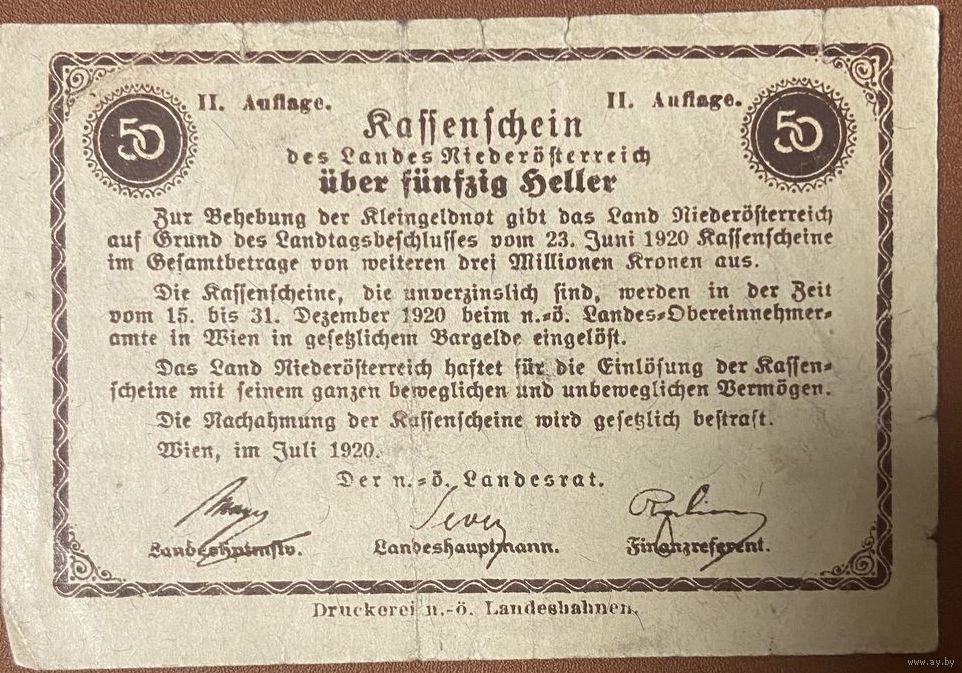 50 II. Auflage. II. Auflage. 50
Kassenschein
des Landes Niederösterreich
über fünfzig Heller
Zur Behebung der Kleingeldnot gibt das Land Niederösterreich
auf Grund des Landtagsbeschlusses vom 23. Juni 1920 Kassenscheine
im Gesamtbetrage von weiteren drei Millionen Kronen aus.
Die Kassenscheine, die unverzinslich sind, werden in der Zeit
vom 15. bis 31. Dezember 1920 beim n.-ö. Landes-Obereinnehmer-
amte in Wien in gesetzlichem Bargelde eingelöst.
Das Land Niederösterreich haftet für die Einlösung der Kassen-
scheine mit seinem ganzen beweglichen und unbeweglichen Vermögen.
Die Nachahmung der Kassenscheine wird gesetzlich bestraft.
Wien, im Juli 1920.
Der n.-ö. Landesrat.
Sever
Landeshptmstv. Landeshauptmann. Finanzreferent.
Druckerei n.-ö. Landesbahnen.
www.ay.by